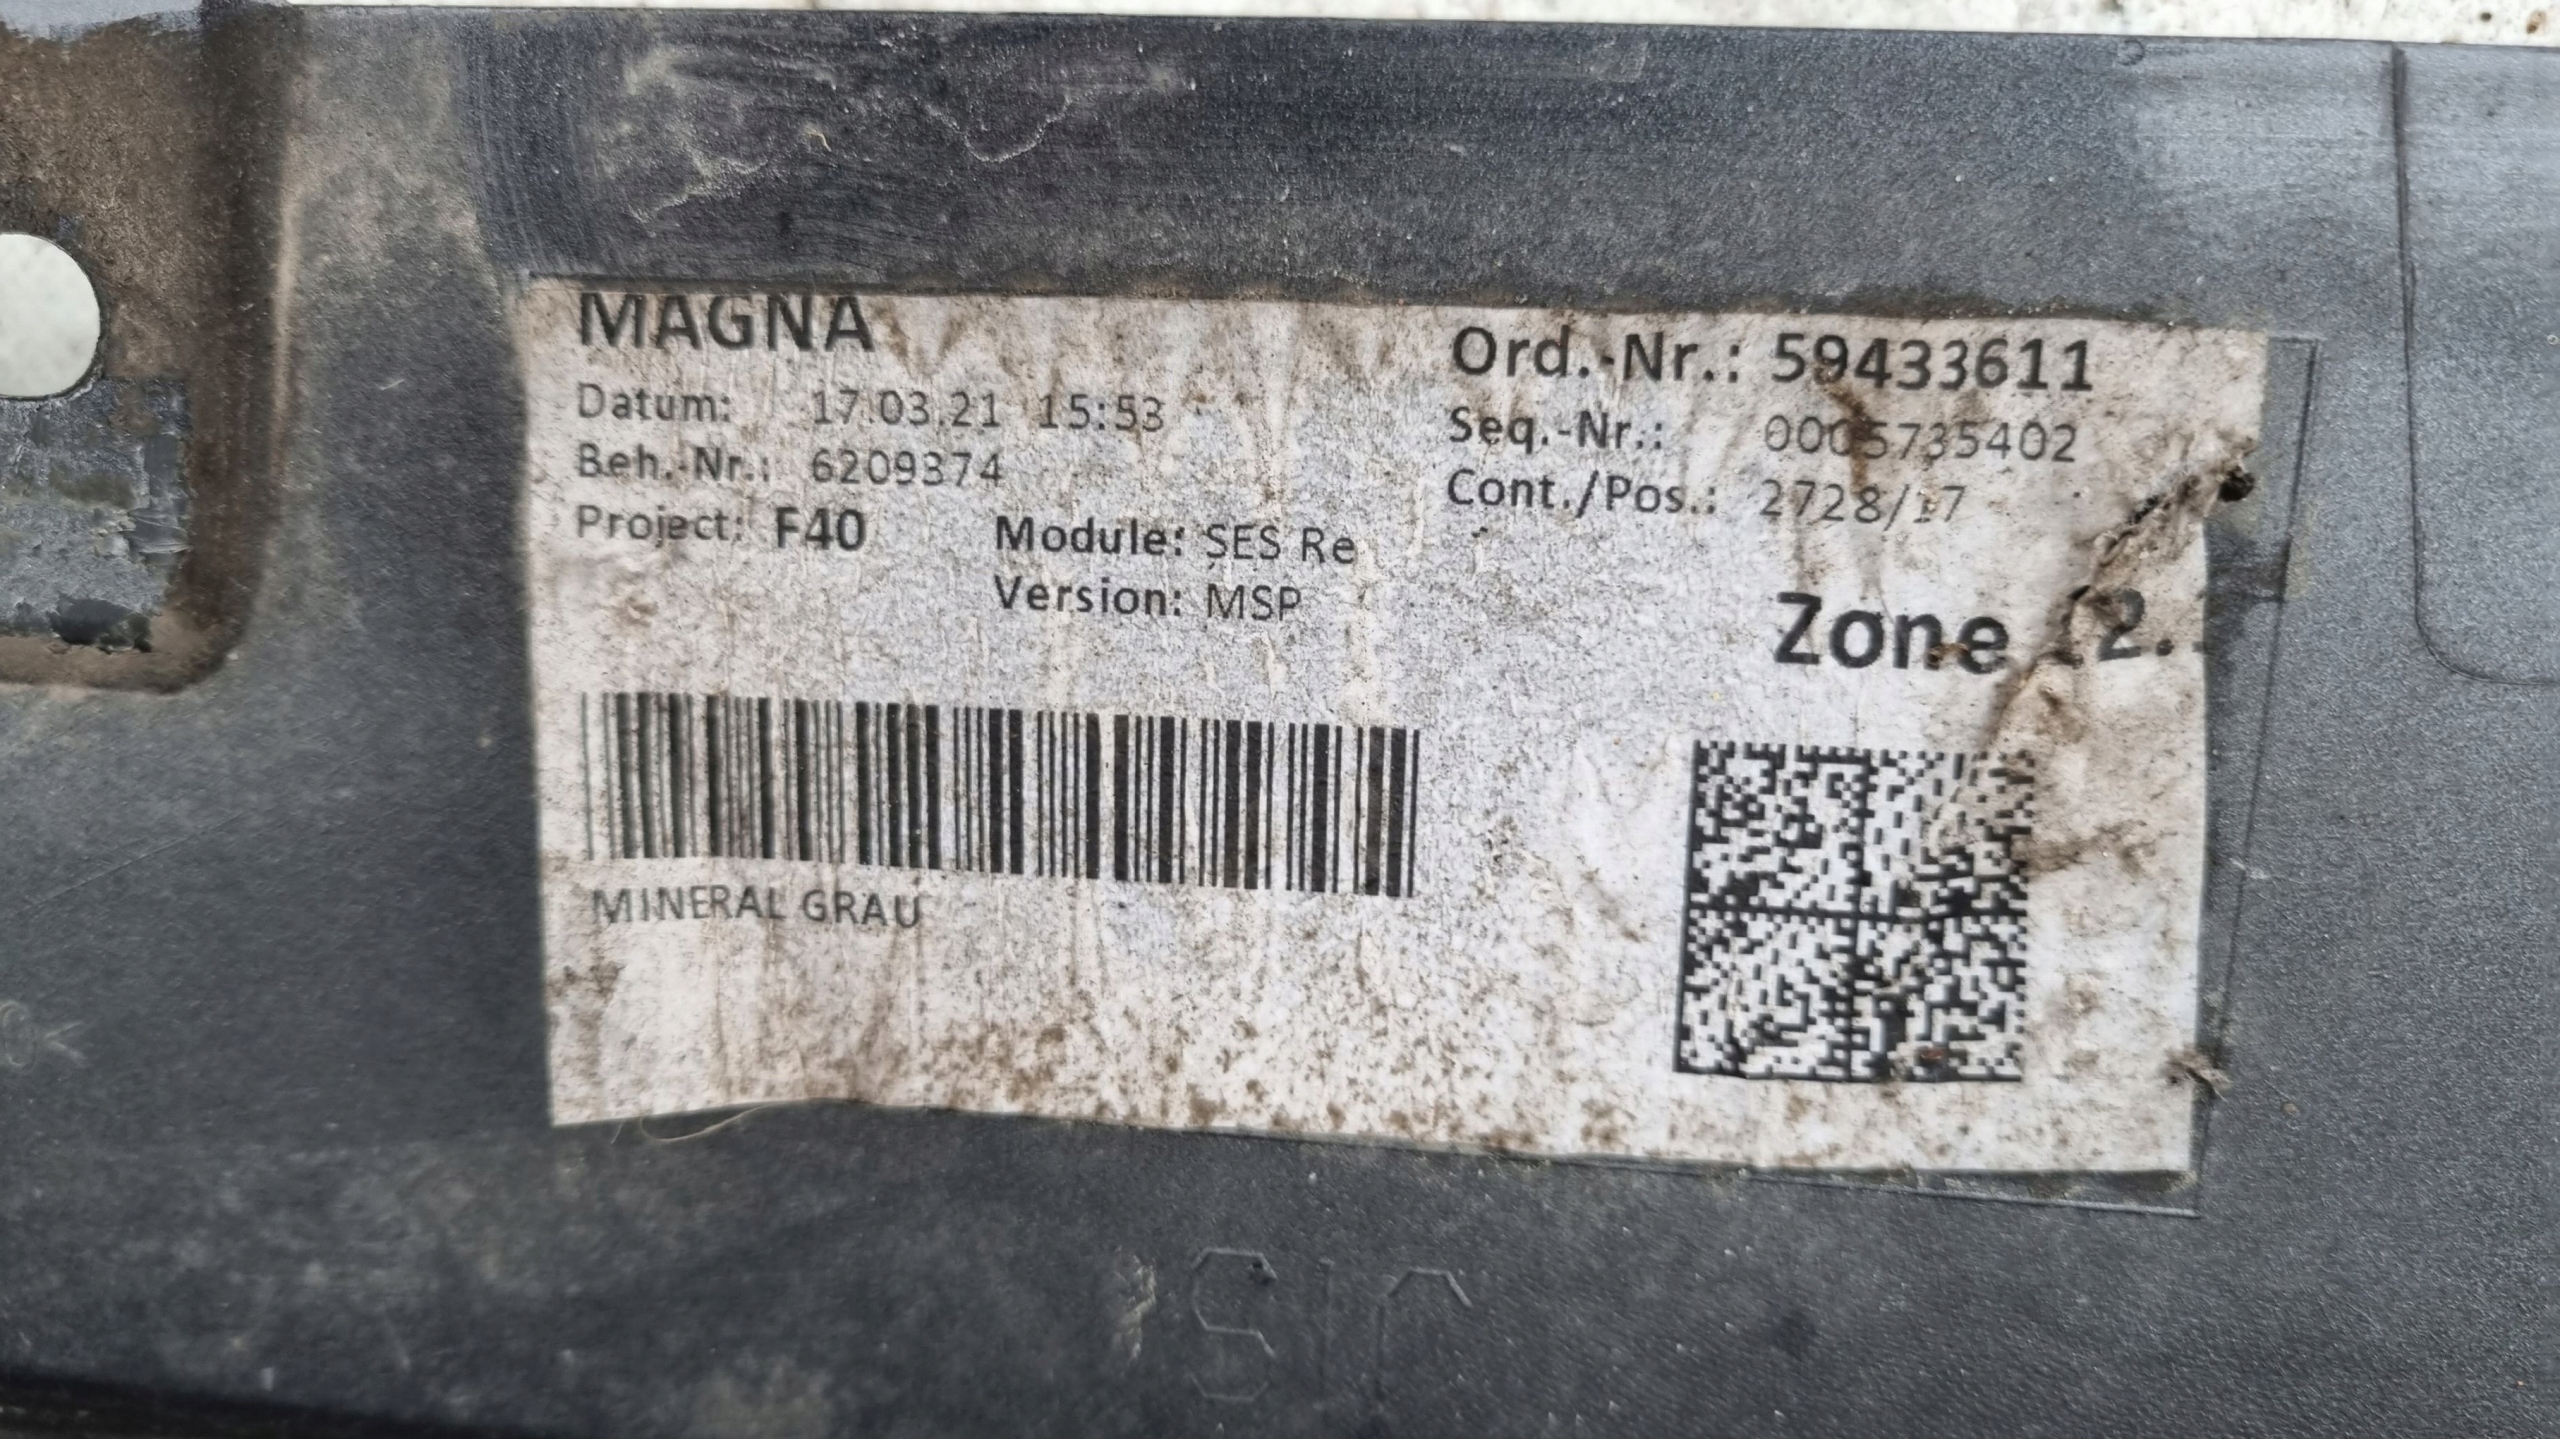 MAGNA
Datum: 17.03.21 15:53
Beh.-Nr.: 6209374
Project: F40
Module: SES Re
Version: MSP
Ord.-Nr.: 59433611
Seq.-Nr.: 0005735402
Cont./Pos.: 2728/17
Zone 2.
MINERAL GRAU